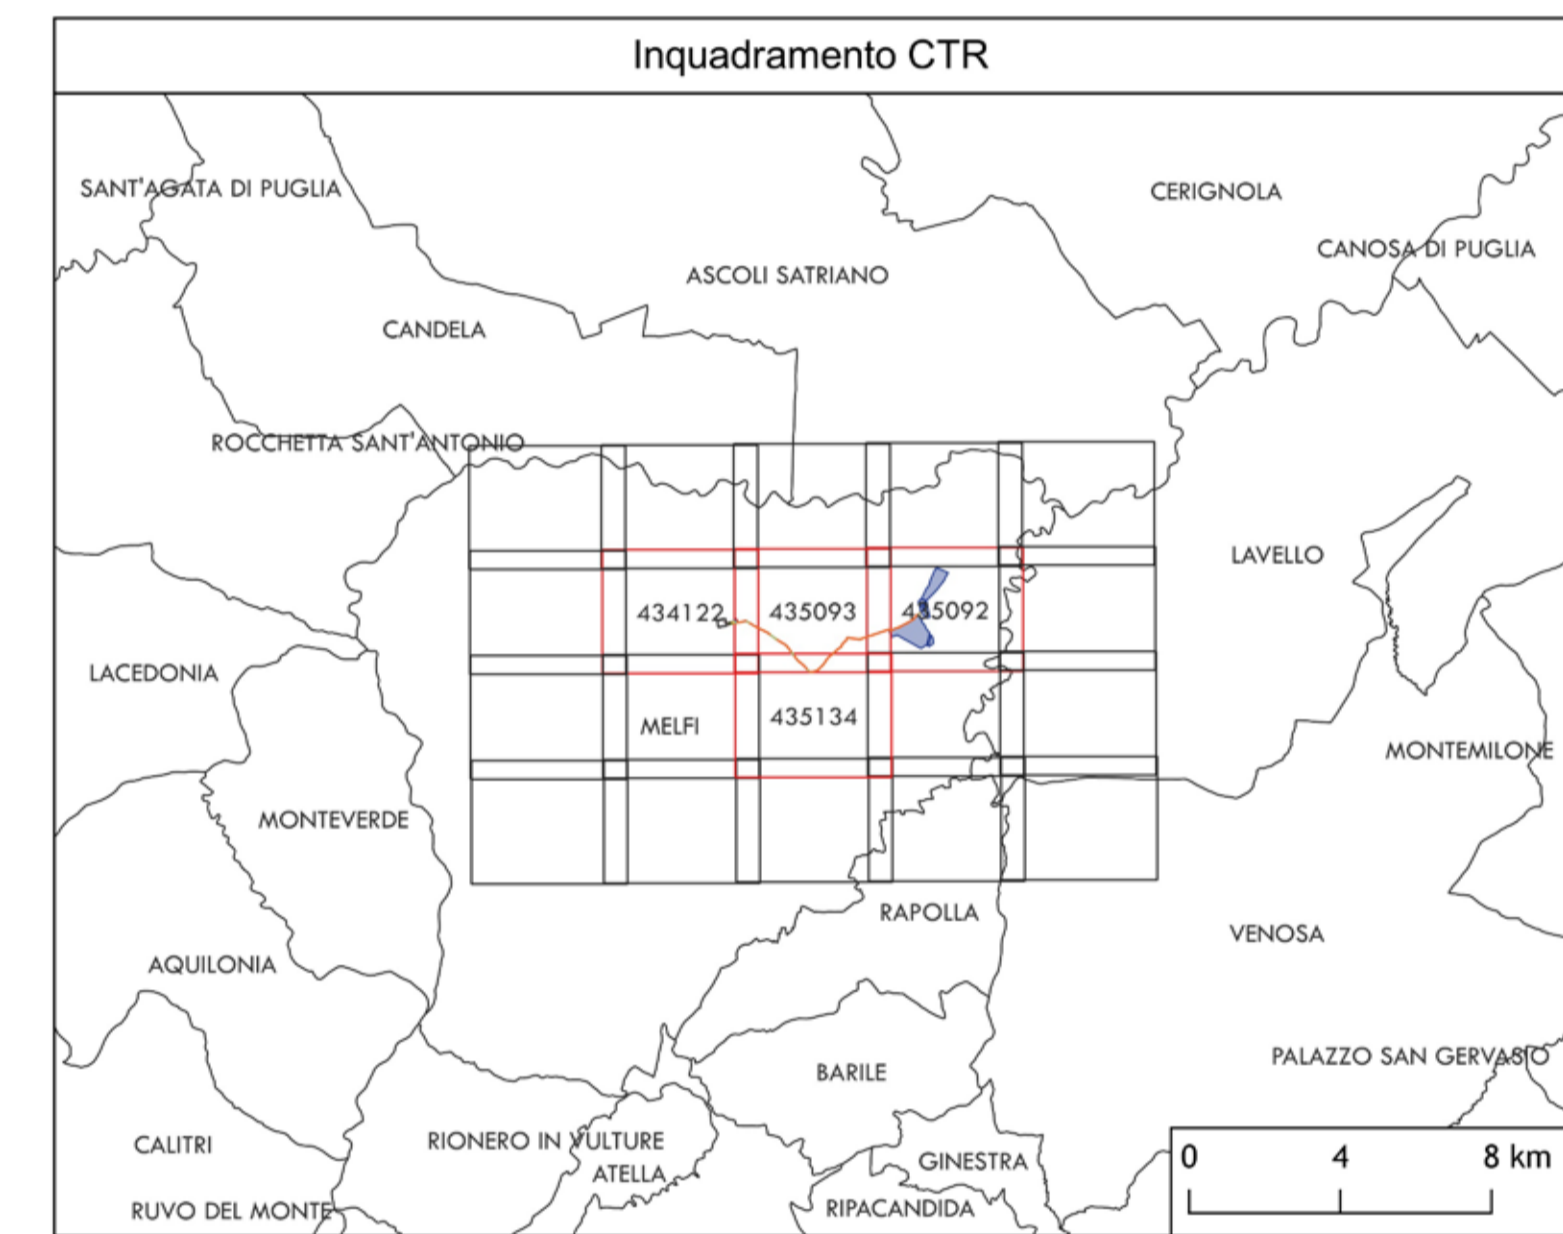 Inquadramento CTR
SANT'AGATA DI PUGLIA
CERIGNOLA
CANOSA DI PUGLIA
ASCOLI SATRIANO
CANDELA
ROCCHETTA SANT'ANTONIO
LAVELLO
434122 435093 435092
LACEDONIA
MELFI
435134
MONTEMILONE
MONTEVERDE
RAPOLLA
VENOSA
AQUILONIA
PALAZZO SAN GERVASIO
BARILE
CALITRI
RIONERO IN VULTURE
ATELLA
GINESTRA
RUVO DEL MONTE
RIPACANDIDA
0 4 8 km